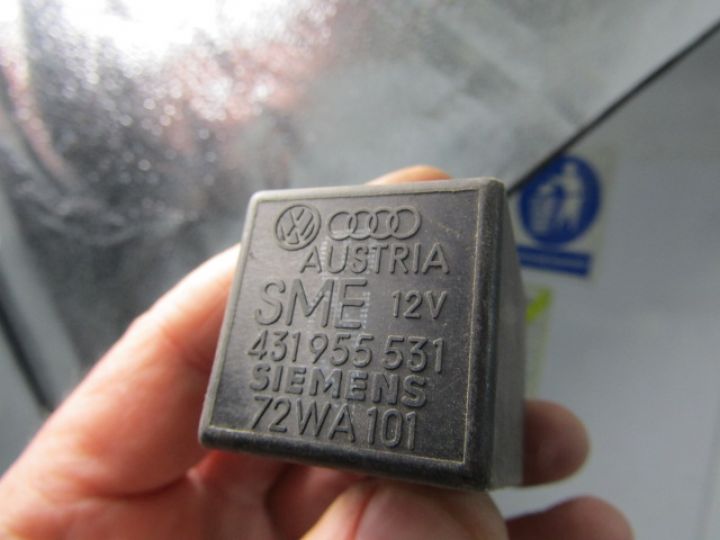 AUSTRIA
SME 12V
431 955 531
SIEMENS
72WA 101